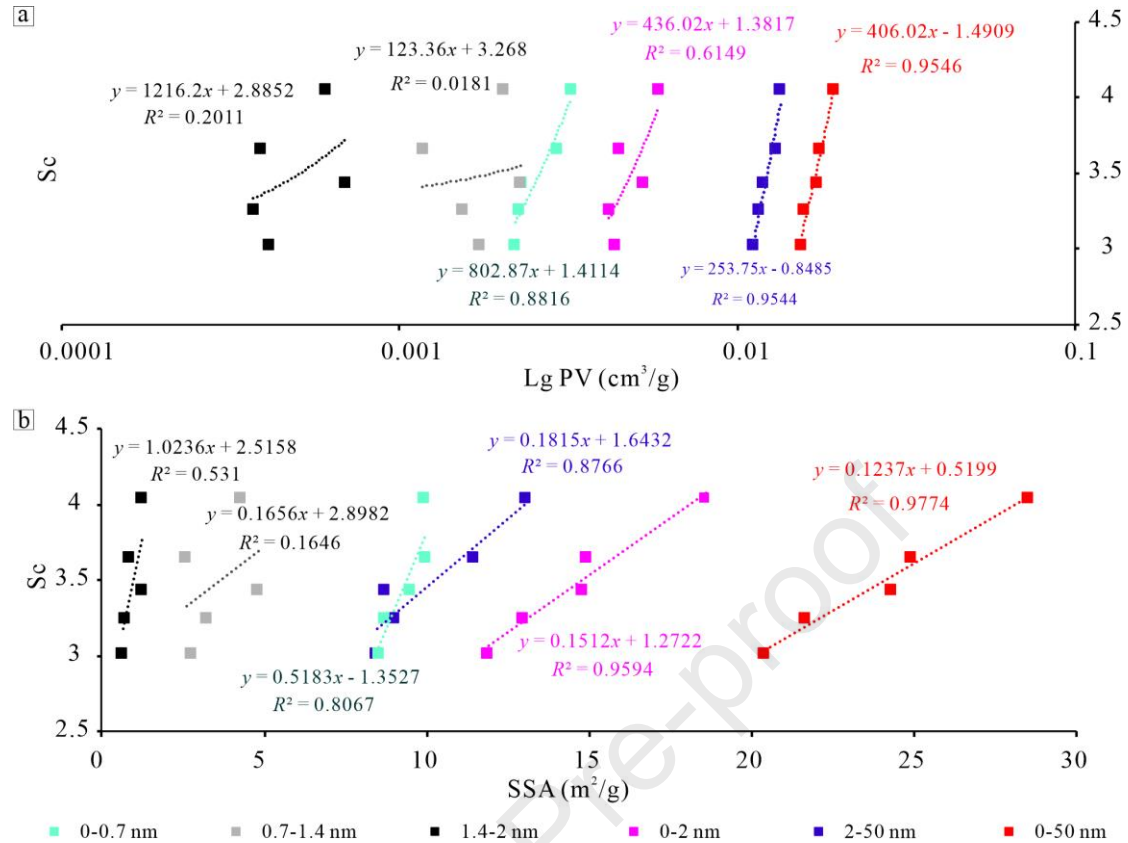 a
4.5
y = 436.02x + 1.3817
R² = 0.6149
y = 406.02x - 1.4909
R² = 0.9546
y = 123.36x + 3.268
R² = 0.0181
y = 1216.2x + 2.8852
R² = 0.2011
4
Sc
3.5
3
y = 802.87x + 1.4114
R² = 0.8816
y = 253.75x - 0.8485
R² = 0.9544
2.5
0.0001
0.001
0.01
0.1
Lg PV (cm³/g)
b
4.5
y = 1.0236x + 2.5158
R² = 0.531
y = 0.1815x + 1.6432
R² = 0.8766
y = 0.1237x + 0.5199
R² = 0.9774
4
y = 0.1656x + 2.8982
R² = 0.1646
Sc
3.5
3
y = 0.1512x + 1.2722
R² = 0.9594
y = 0.5183x - 1.3527
R² = 0.8067
2.5
0
5
10
15
20
25
30
SSA (m²/g)
Pre-proof
0-0.7 nm
0.7-1.4 nm
1.4-2 nm
0-2 nm
2-50 nm
0-50 nm